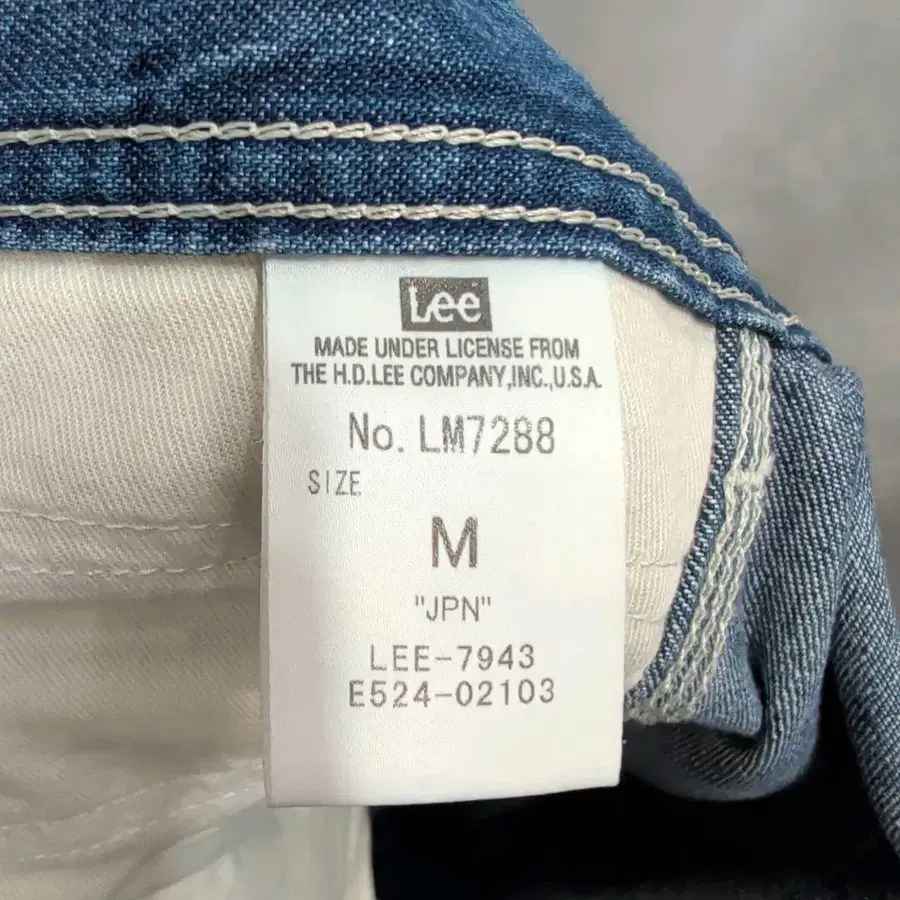 Lee
MADE UNDER LICENSE FROM
THE H.D.LEE COMPANY,INC.,U.S.A.
No. LM7288
SIZE
M
"JPN"
LEE-7943
E524-02103